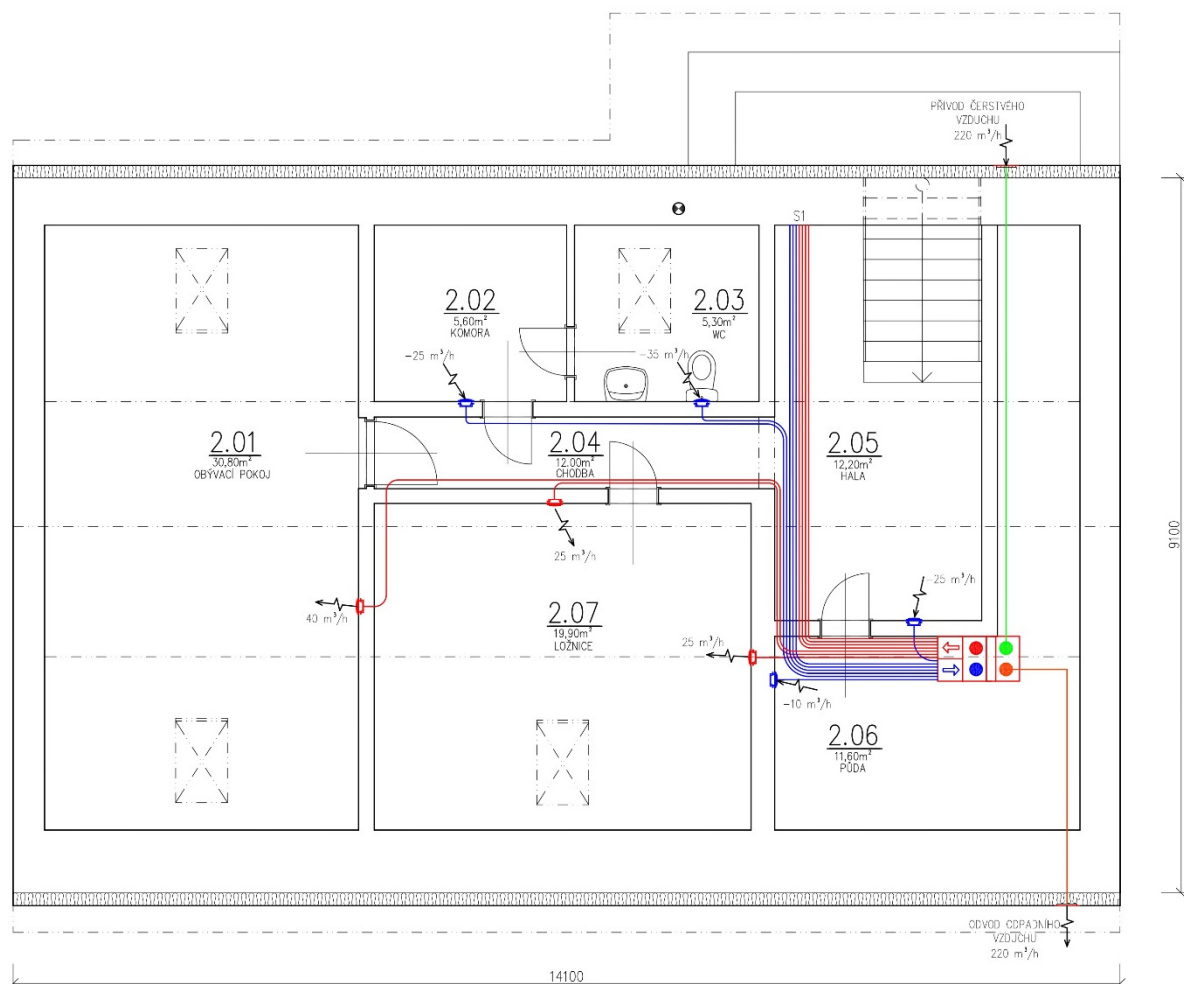 PŘÍVOD ČERSTVÉHO
VZDUCHU
220 m³/h
S1
2.02
5,60m²
KOMORA
2.03
5,30m²
WC
-25 m³/h
-35 m³/h
2.01
30,80m²
OBÝVACÍ POKOJ
2.04
12.00m²
CHODBA
2.05
12,20m²
HALA
9100
25 m³/h
-25 m³/h
40 m³/h
2.07
19,90m²
LOŽNICE
25 m³/h
-10 m³/h
2.06
11,60m²
PŮDA
ODVOD ODPADNÍHO
VZDUCHU
220 m³/h
14100